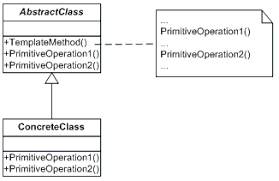 AbstractClass
+TemplateMethod()
+PrimitiveOperation1()
+PrimitiveOperation2()
...
PrimitiveOperation1()
...
PrimitiveOperation2()
...
ConcreteClass
+PrimitiveOperation1()
+PrimitiveOperation2()